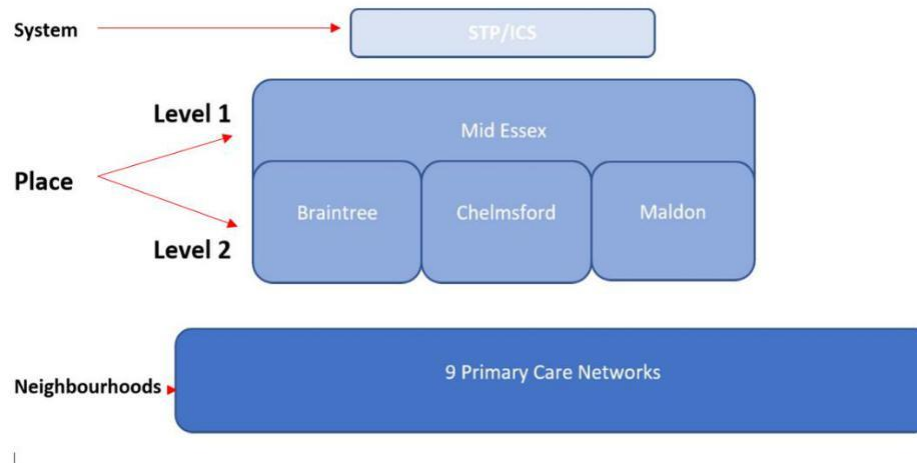 System
STP/ICS
Level 1
Mid Essex
Place
Braintree
Chelmsford
Maldon
Level 2
9 Primary Care Networks
Neighbourhoods